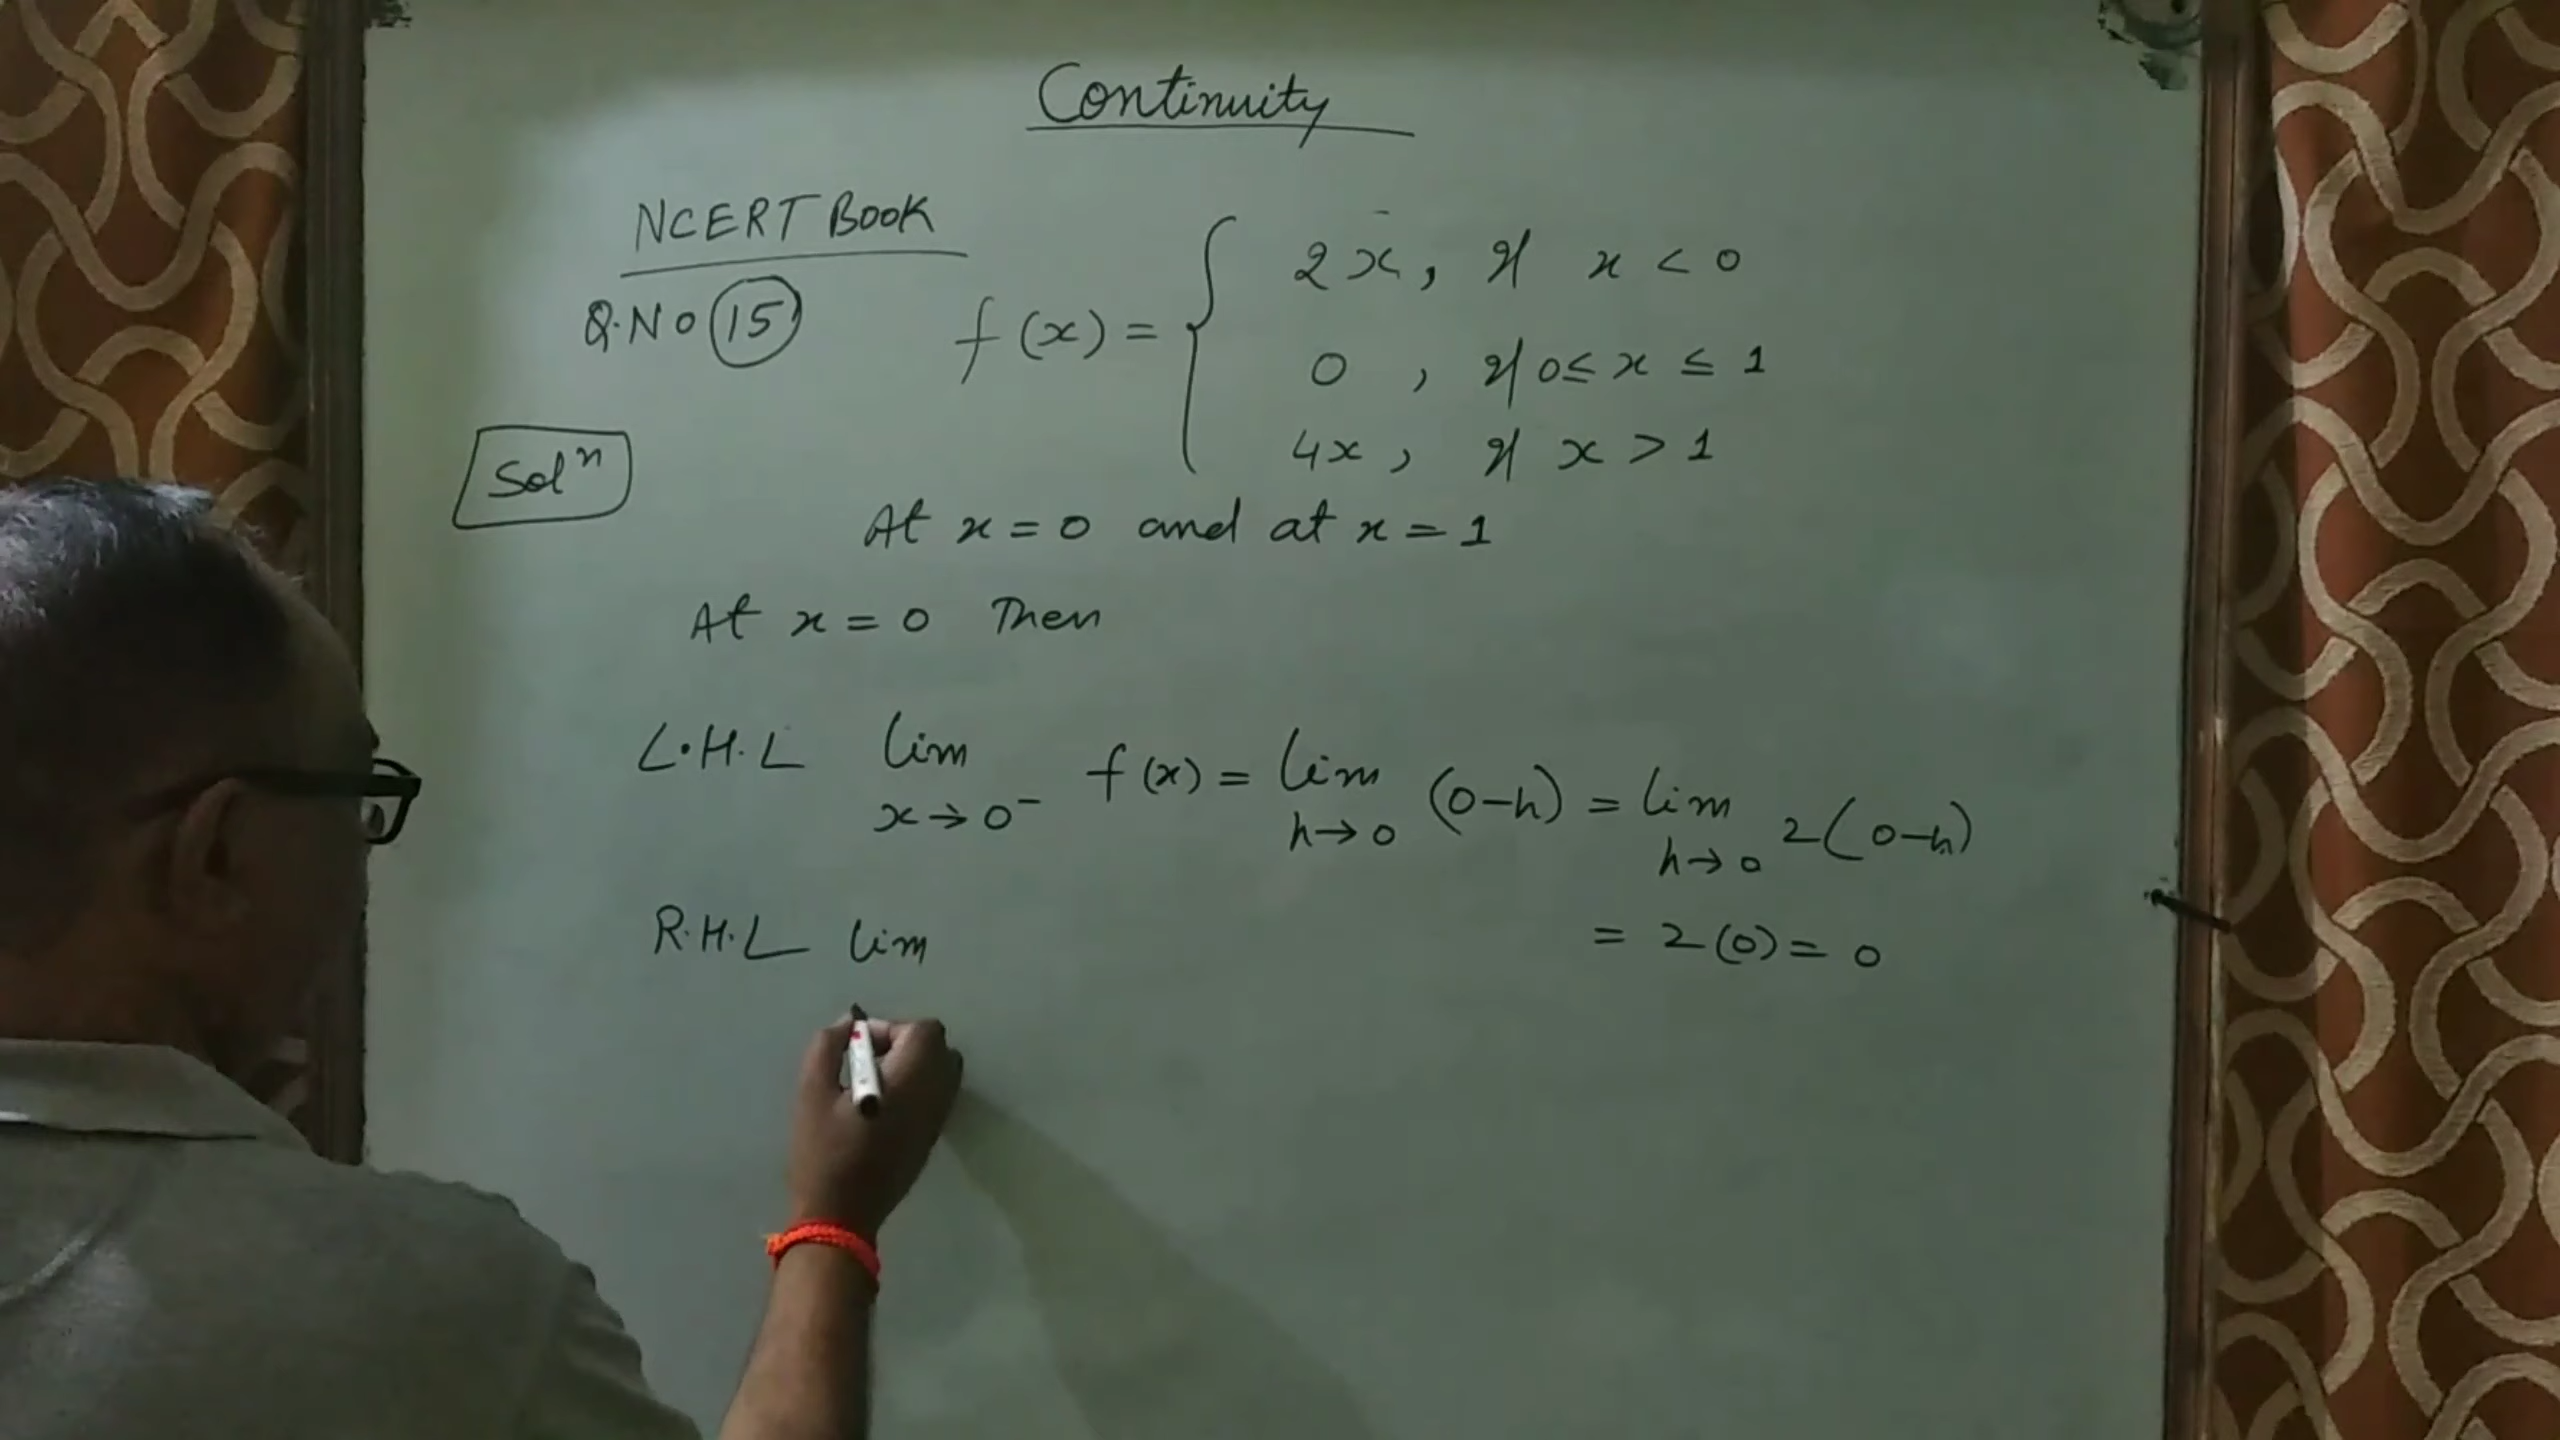 Continuity
NCERT BOOK
Q.NO 15
f(x) = { 2x, if x < 0
0, if 0 ≤ x ≤ 1
4x, if x > 1
Solⁿ
At x = 0 and at x = 1
At x = 0 Then
L.H.L lim x→0⁻ f(x) = lim h→0 (0-h) = lim h→0 2(0-h)
= 2(0) = 0
R.H.L lim